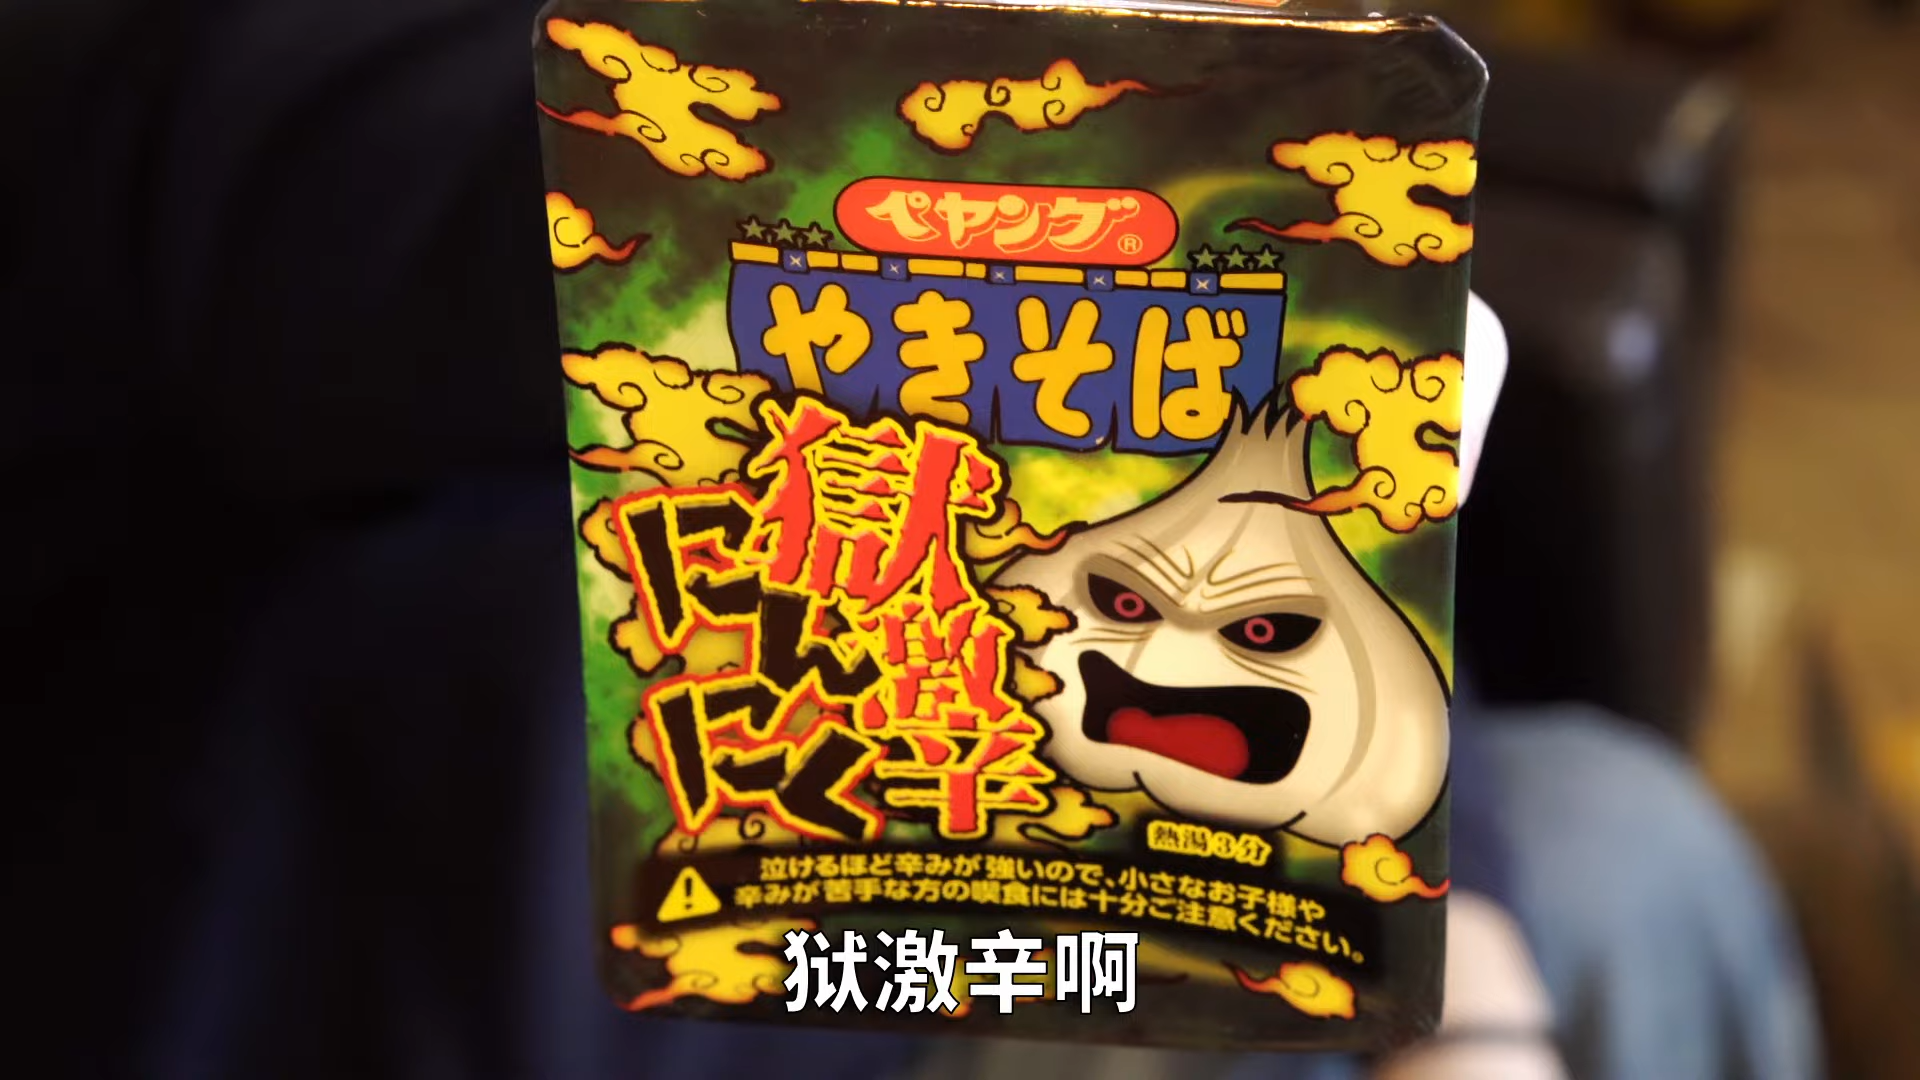 ペヤング®
やきそば
獄激辛
にんにく
熱湯3分
泣けるほど辛みが強いので、小さなお子様や
辛みが苦手な方の喫食には十分ご注意ください。
狱激辛啊